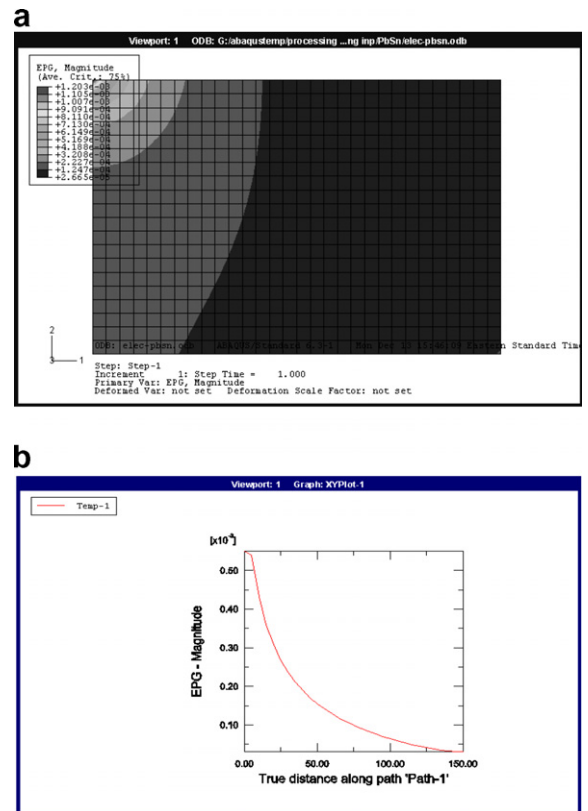 a
Viewport: 1 ODB: G:/abaqustemp/processing ...ng inp/PbSn/elec-pbsn.odb
EPG, Magnitude
(Ave. Crit.: 75%)
+1.203e-03
+1.105e-03
+1.007e-03
+9.091e-04
+8.110e-04
+7.130e-04
+6.149e-04
+5.169e-04
+4.188e-04
+3.208e-04
+2.227e-04
+1.247e-04
+2.665e-05
2
3 1
ODB: elec-pbsn.odb ABAQUS/Standard 6.3-1 Mon Dec 13 Eastern Standard Time
Step: Step-1
Increment 1: Step Time = 1.000
Primary Var: EPG, Magnitude
Deformed Var: not set Deformation Scale Factor: not set
b
Viewport: 1 Graph: XYPlot-1
Temp-1
0.50
0.40
0.30
0.20
0.10
EPG - Magnitude
0.00 50.00 100.00 150.00
True distance along path 'Path-1'